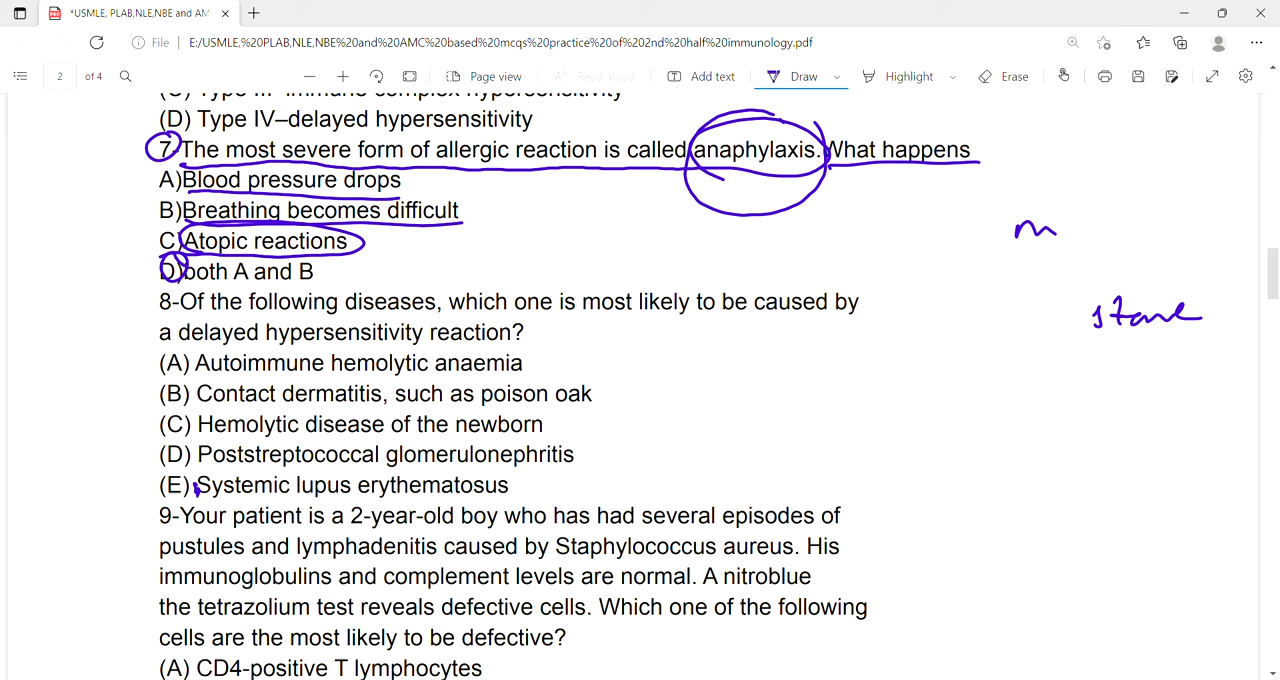 *USMLE, PLAB,NLE,NBE and AM
File E:/USMLE,%20PLAB,NLE,NBE%20and%20AMC%20based%20mcqs%20practice%20of%202nd%20half%20immunology.pdf
2 of 4 Page view Read aloud Add text Draw Highlight Erase
(C) Type III–immune complex hypersensitivity
(D) Type IV–delayed hypersensitivity
7-The most severe form of allergic reaction is called anaphylaxis. What happens
A)Blood pressure drops
B)Breathing becomes difficult
C)Atopic reactions
D)both A and B
8-Of the following diseases, which one is most likely to be caused by
a delayed hypersensitivity reaction?
(A) Autoimmune hemolytic anaemia
(B) Contact dermatitis, such as poison oak
(C) Hemolytic disease of the newborn
(D) Poststreptococcal glomerulonephritis
(E) Systemic lupus erythematosus
9-Your patient is a 2-year-old boy who has had several episodes of
pustules and lymphadenitis caused by Staphylococcus aureus. His
immunoglobulins and complement levels are normal. A nitroblue
the tetrazolium test reveals defective cells. Which one of the following
cells are the most likely to be defective?
(A) CD4-positive T lymphocytes